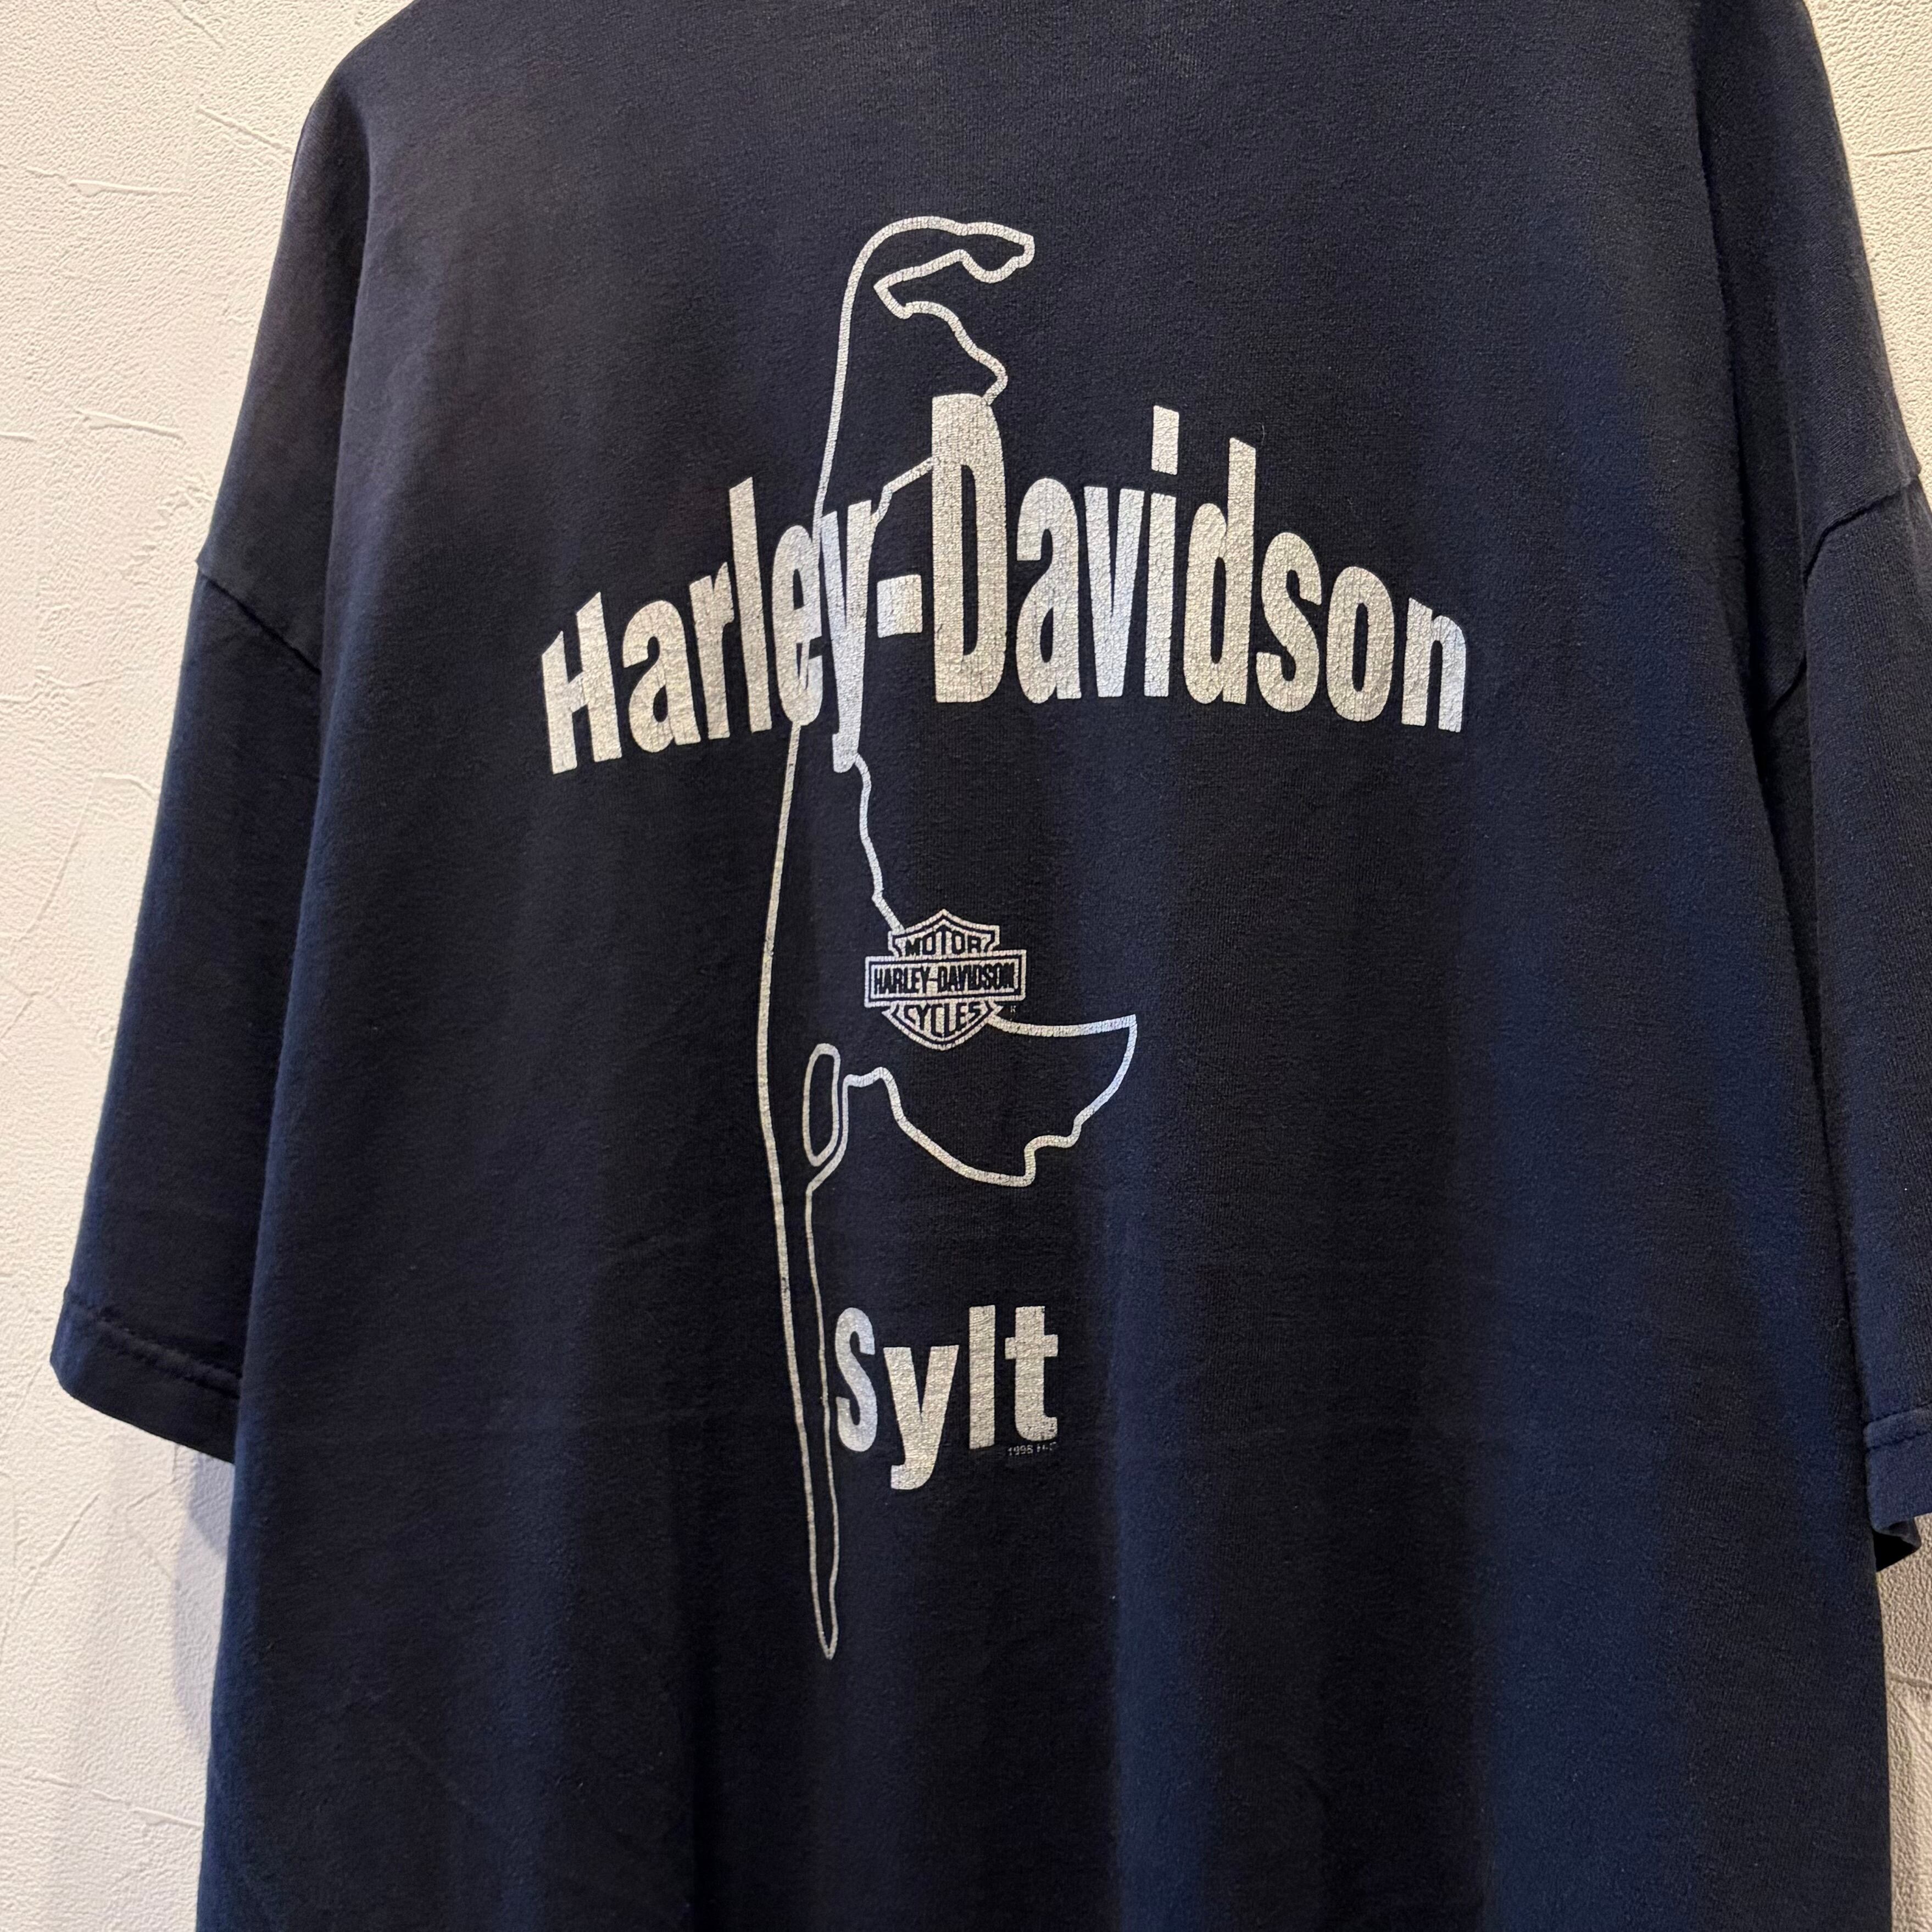 Harley-Davidson
MOTOR
HARLEY-DAVIDSON
CYCLES
Sylt
H-D